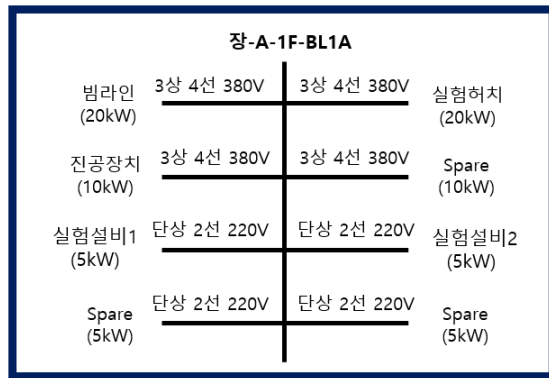 장-A-1F-BL1A
빔라인 3상 4선 380V 3상 4선 380V 실험허치
(20kW) (20kW)
진공장치 3상 4선 380V 3상 4선 380V Spare
(10kW) (10kW)
실험설비1 단상 2선 220V 단상 2선 220V 실험설비2
(5kW) (5kW)
Spare 단상 2선 220V 단상 2선 220V Spare
(5kW) (5kW)